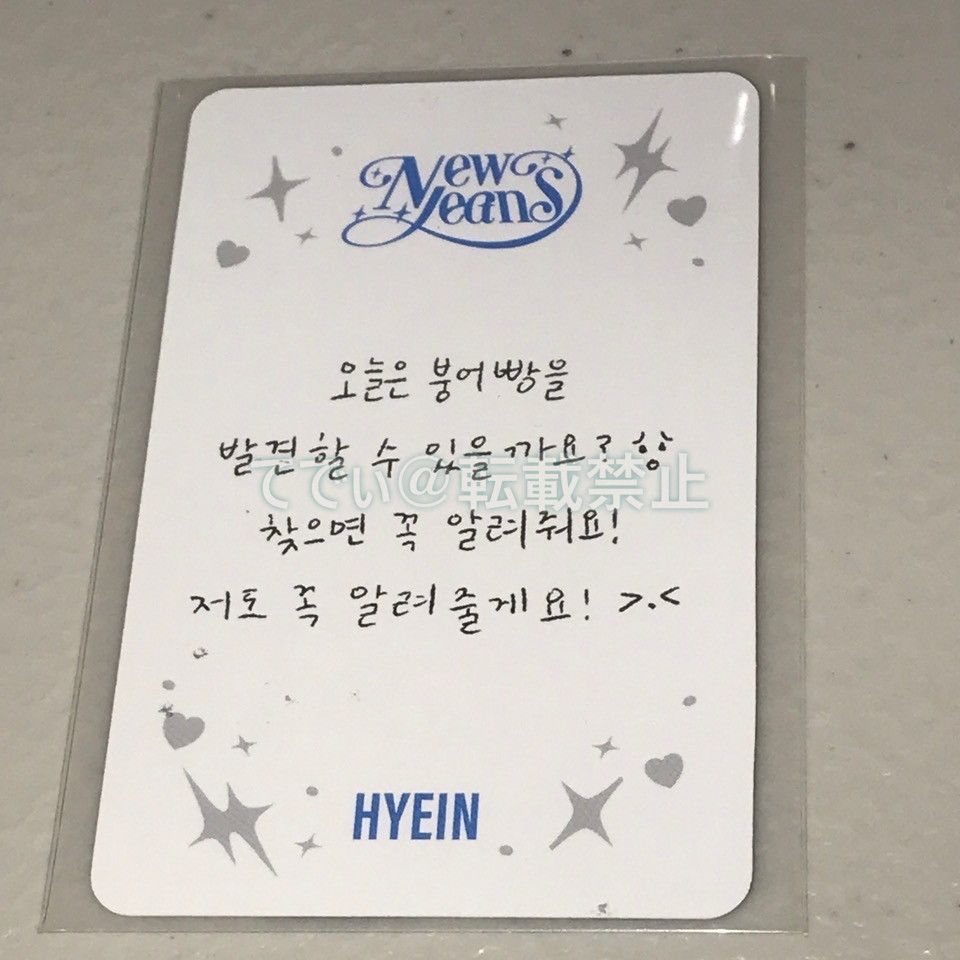 NewJeans
오늘은 붕어빵을
발견할 수 있을까요?
ててぃ@転載禁止
찾으면 꼭 알려줘요!
저도 꼭 알려줄게요! >.<
HYEIN